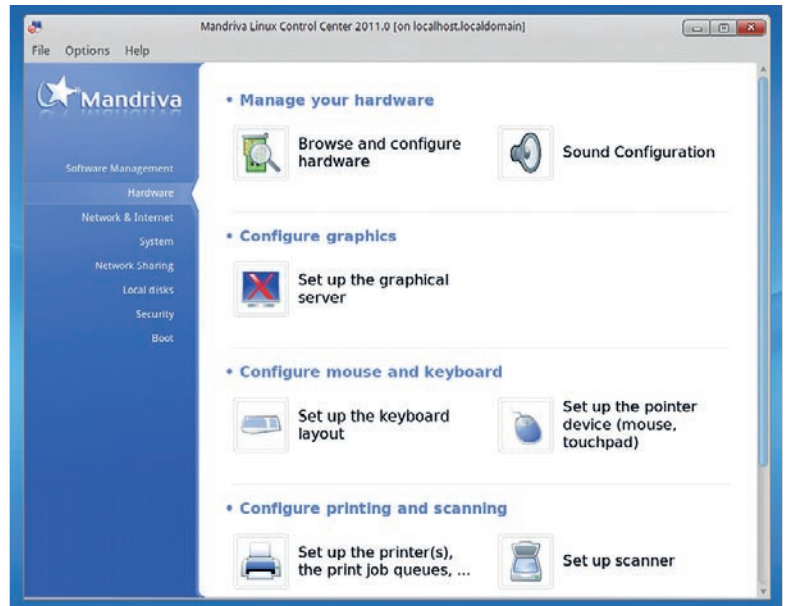 Mandriva Linux Control Center 2011.0 [on localhost.localdomain]
File Options Help
Mandriva
Software Management
Hardware
Network & Internet
System
Network Sharing
Local disks
Security
Boot
• Manage your hardware
Browse and configure
hardware
Sound Configuration
• Configure graphics
Set up the graphical
server
• Configure mouse and keyboard
Set up the keyboard
layout
Set up the pointer
device (mouse,
touchpad)
• Configure printing and scanning
Set up the printer(s),
the print job queues, ...
Set up scanner